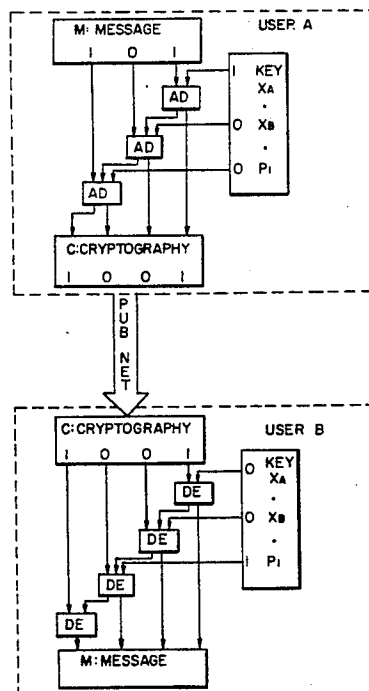 USER A
M: MESSAGE
1 0 1
1 KEY
XA
AD
0 XB
AD
0 P1
AD
C:CRYPTOGRAPHY
1 0 0 1
PUB NET
USER B
C:CRYPTOGRAPHY
1 0 0 1
0 KEY
XA
DE
0 XB
DE
1 P1
DE
DE
M:MESSAGE